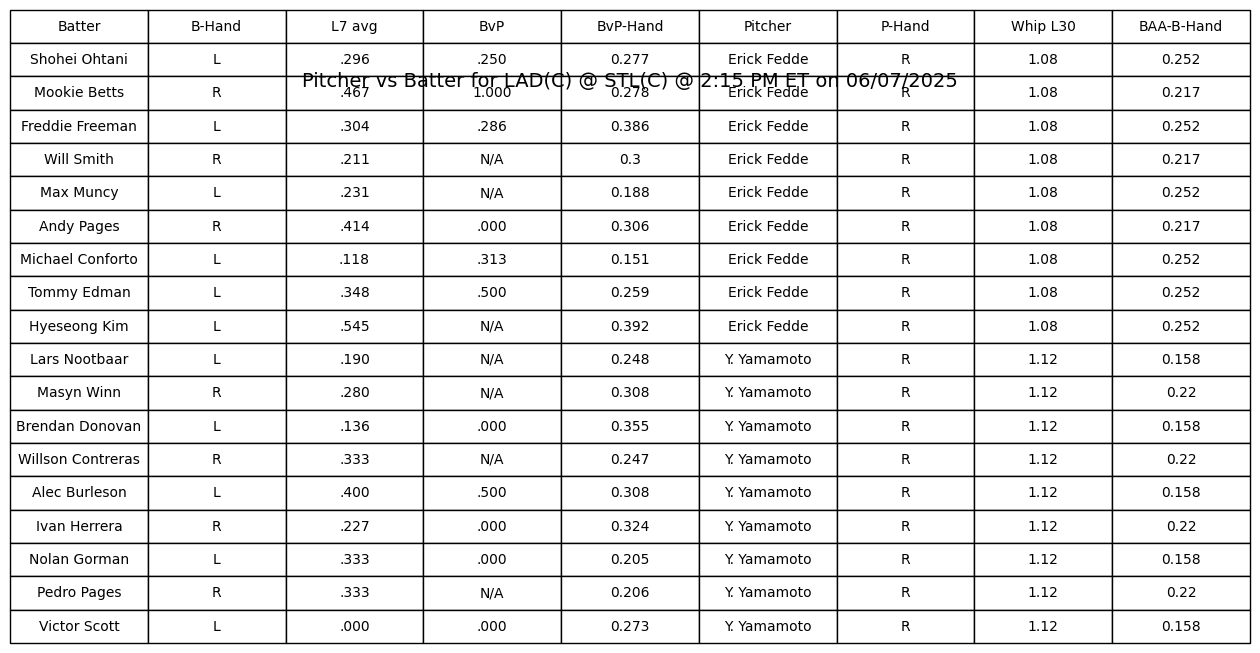 Batter B-Hand L7 avg BvP BvP-Hand Pitcher P-Hand Whip L30 BAA-B-Hand
Shohei Ohtani L .296 .250 0.277 Erick Fedde R 1.08 0.252
Pitcher vs Batter for LAD(C) @ STL(C) @ 2:15 PM ET on 06/07/2025
Mookie Betts R .467 1.000 0.278 Erick Fedde R 1.08 0.217
Freddie Freeman L .304 .286 0.386 Erick Fedde R 1.08 0.252
Will Smith R .211 N/A 0.3 Erick Fedde R 1.08 0.217
Max Muncy L .231 N/A 0.188 Erick Fedde R 1.08 0.252
Andy Pages R .414 .000 0.306 Erick Fedde R 1.08 0.217
Michael Conforto L .118 .313 0.151 Erick Fedde R 1.08 0.252
Tommy Edman L .348 .500 0.259 Erick Fedde R 1.08 0.252
Hyeseong Kim L .545 N/A 0.392 Erick Fedde R 1.08 0.252
Lars Nootbaar L .190 N/A 0.248 Y. Yamamoto R 1.12 0.158
Masyn Winn R .280 N/A 0.308 Y. Yamamoto R 1.12 0.22
Brendan Donovan L .136 .000 0.355 Y. Yamamoto R 1.12 0.158
Willson Contreras R .333 N/A 0.247 Y. Yamamoto R 1.12 0.22
Alec Burleson L .400 .500 0.308 Y. Yamamoto R 1.12 0.158
Ivan Herrera R .227 .000 0.324 Y. Yamamoto R 1.12 0.22
Nolan Gorman L .333 .000 0.205 Y. Yamamoto R 1.12 0.158
Pedro Pages R .333 N/A 0.206 Y. Yamamoto R 1.12 0.22
Victor Scott L .000 .000 0.273 Y. Yamamoto R 1.12 0.158